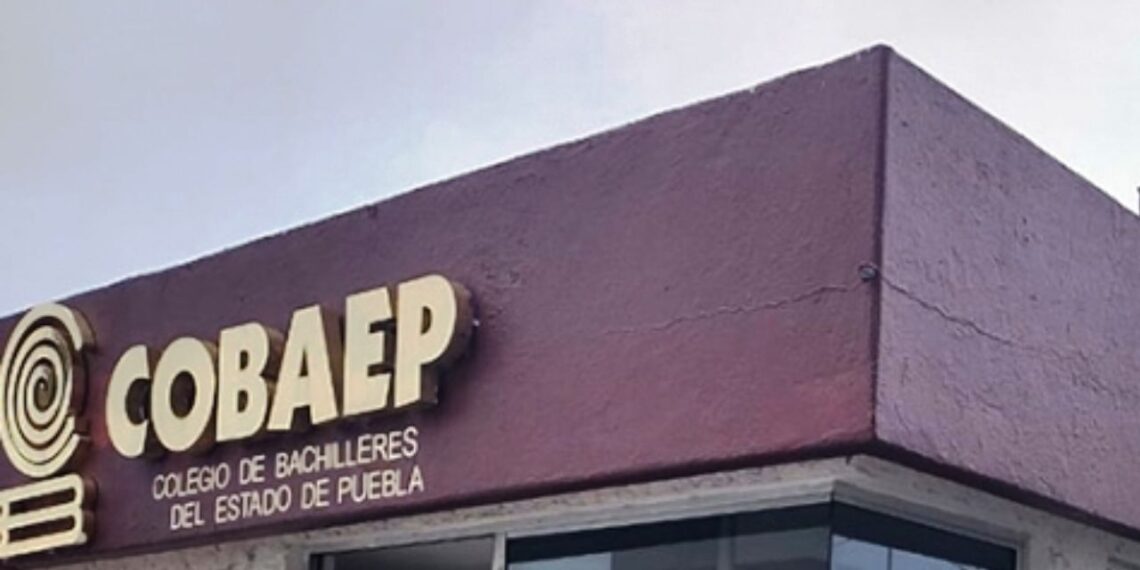 COBAEP
COLEGIO DE BACHILLERES
DEL ESTADO DE PUEBLA